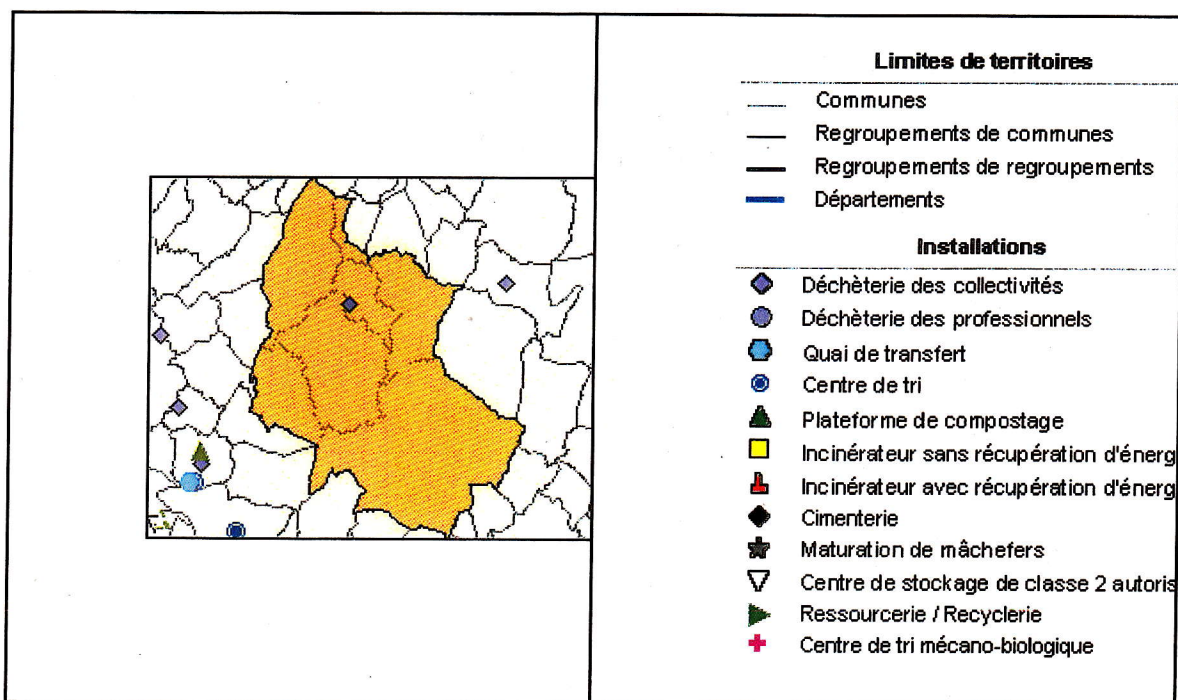 Limites de territoires
Communes
Regroupements de communes
Regroupements de regroupements
Départements
Installations
Déchèterie des collectivités
Déchèterie des professionnels
Quai de transfert
Centre de tri
Plateforme de compostage
Incinérateur sans récupération d'énerg
Incinérateur avec récupération d'énerg
Cimenterie
Maturation de mâchefers
Centre de stockage de classe 2 autoris
Ressourcerie / Recyclerie
Centre de tri mécano-biologique